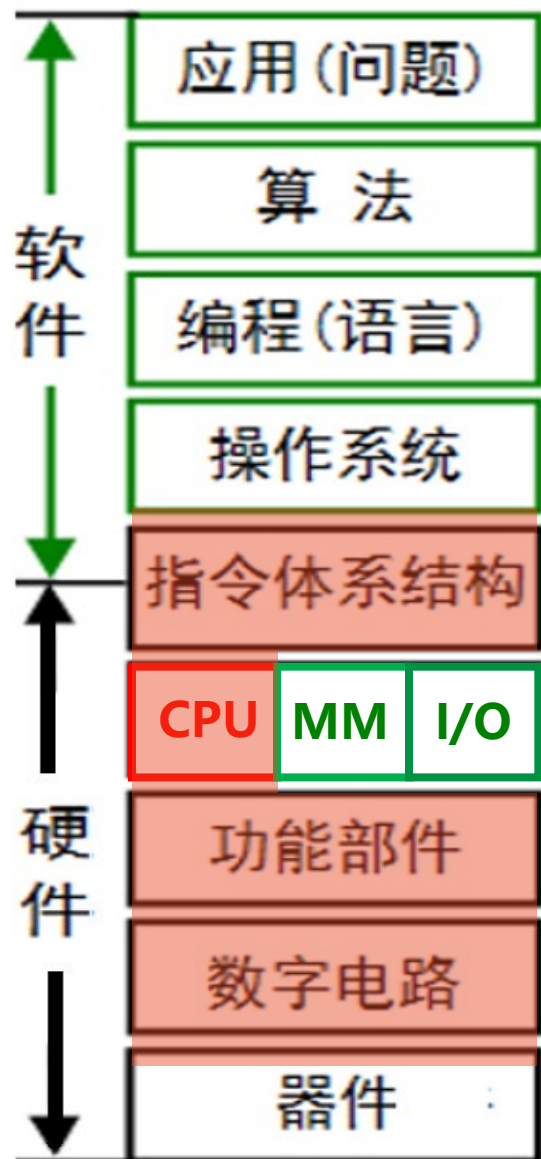 应用(问题)
算 法
编程(语言)
软件
操作系统
指令体系结构
CPU MM I/O
硬件
功能部件
数字电路
器件